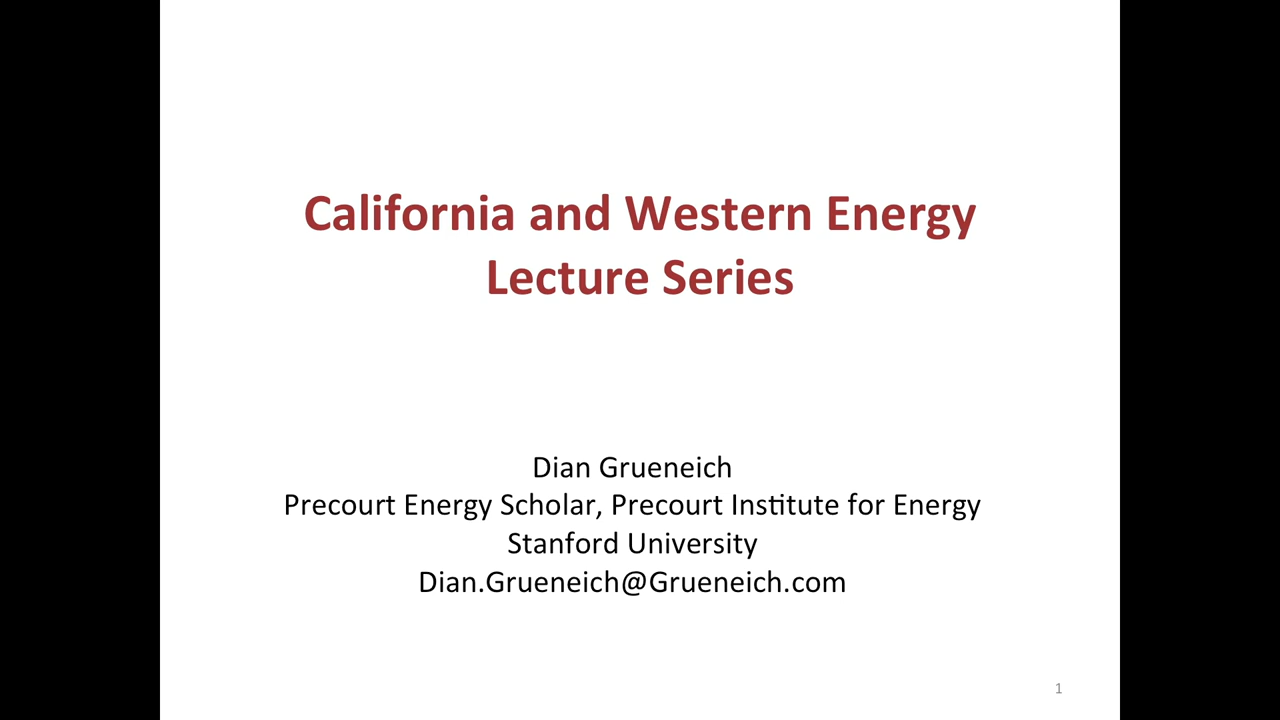 California and Western Energy
Lecture Series
Dian Grueneich
Precourt Energy Scholar, Precourt Institute for Energy
Stanford University
Dian.Grueneich@Grueneich.com
1